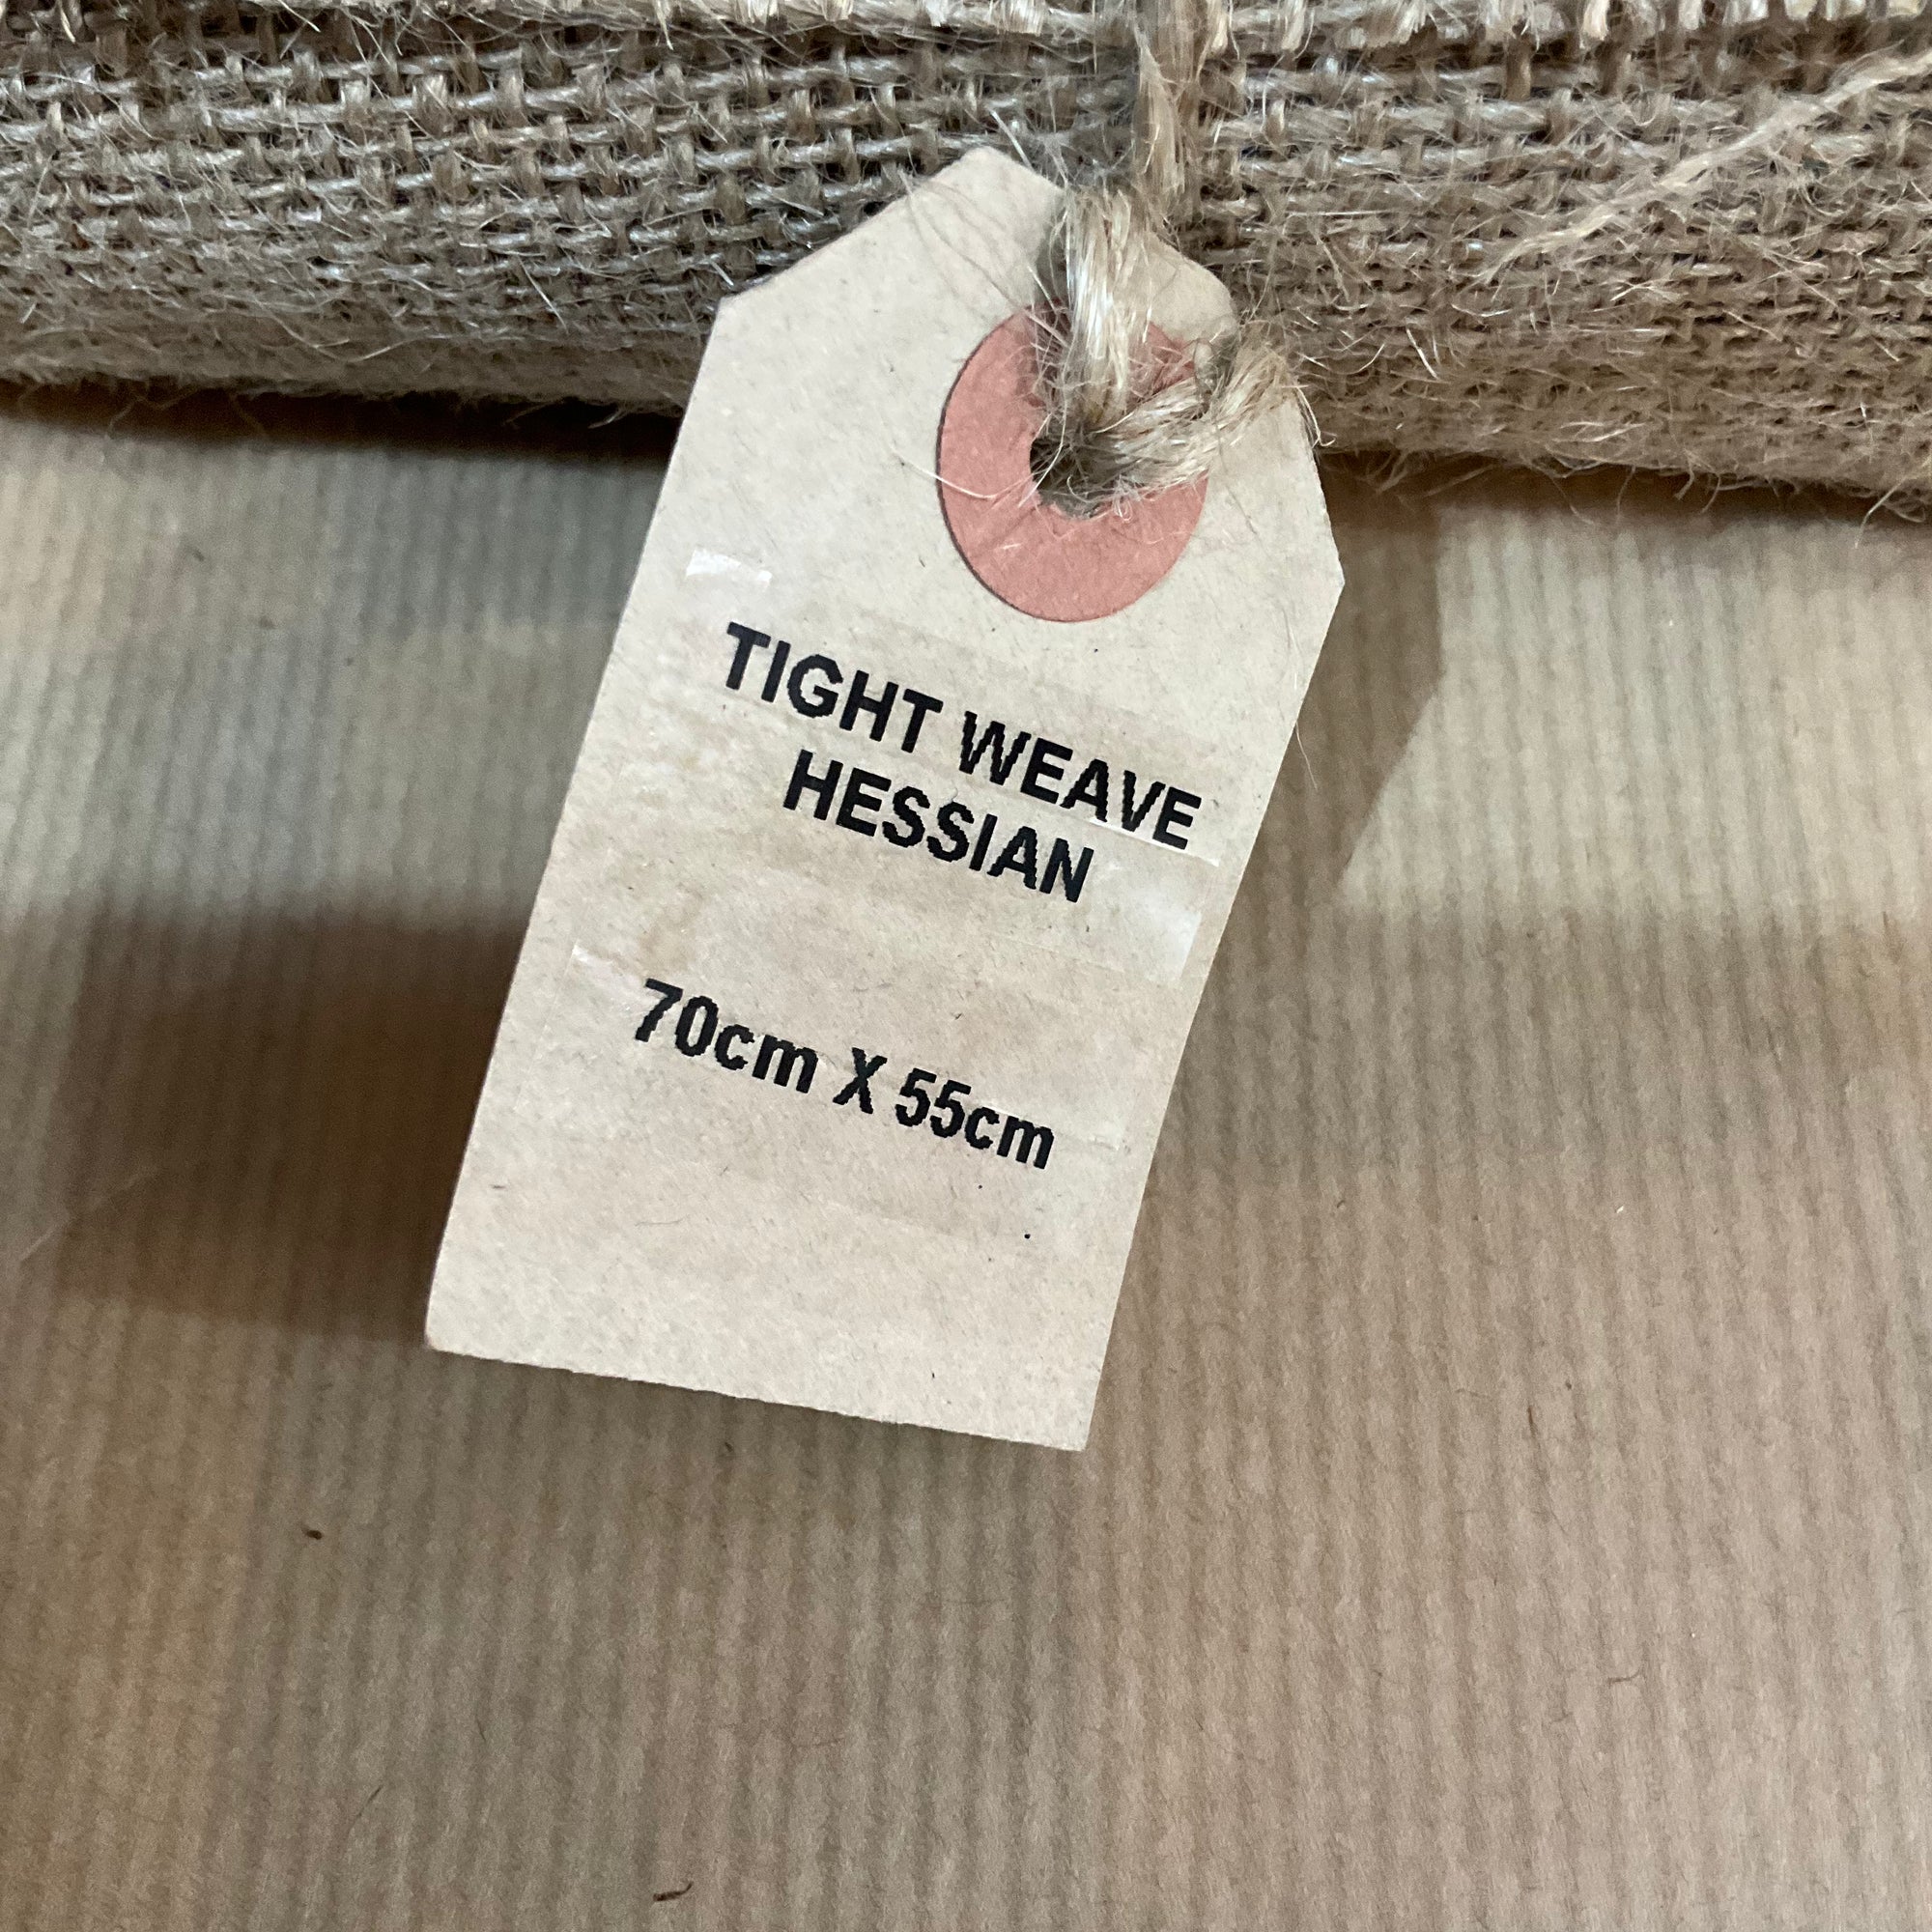 TIGHT WEAVE
HESSIAN
70cm X 55cm